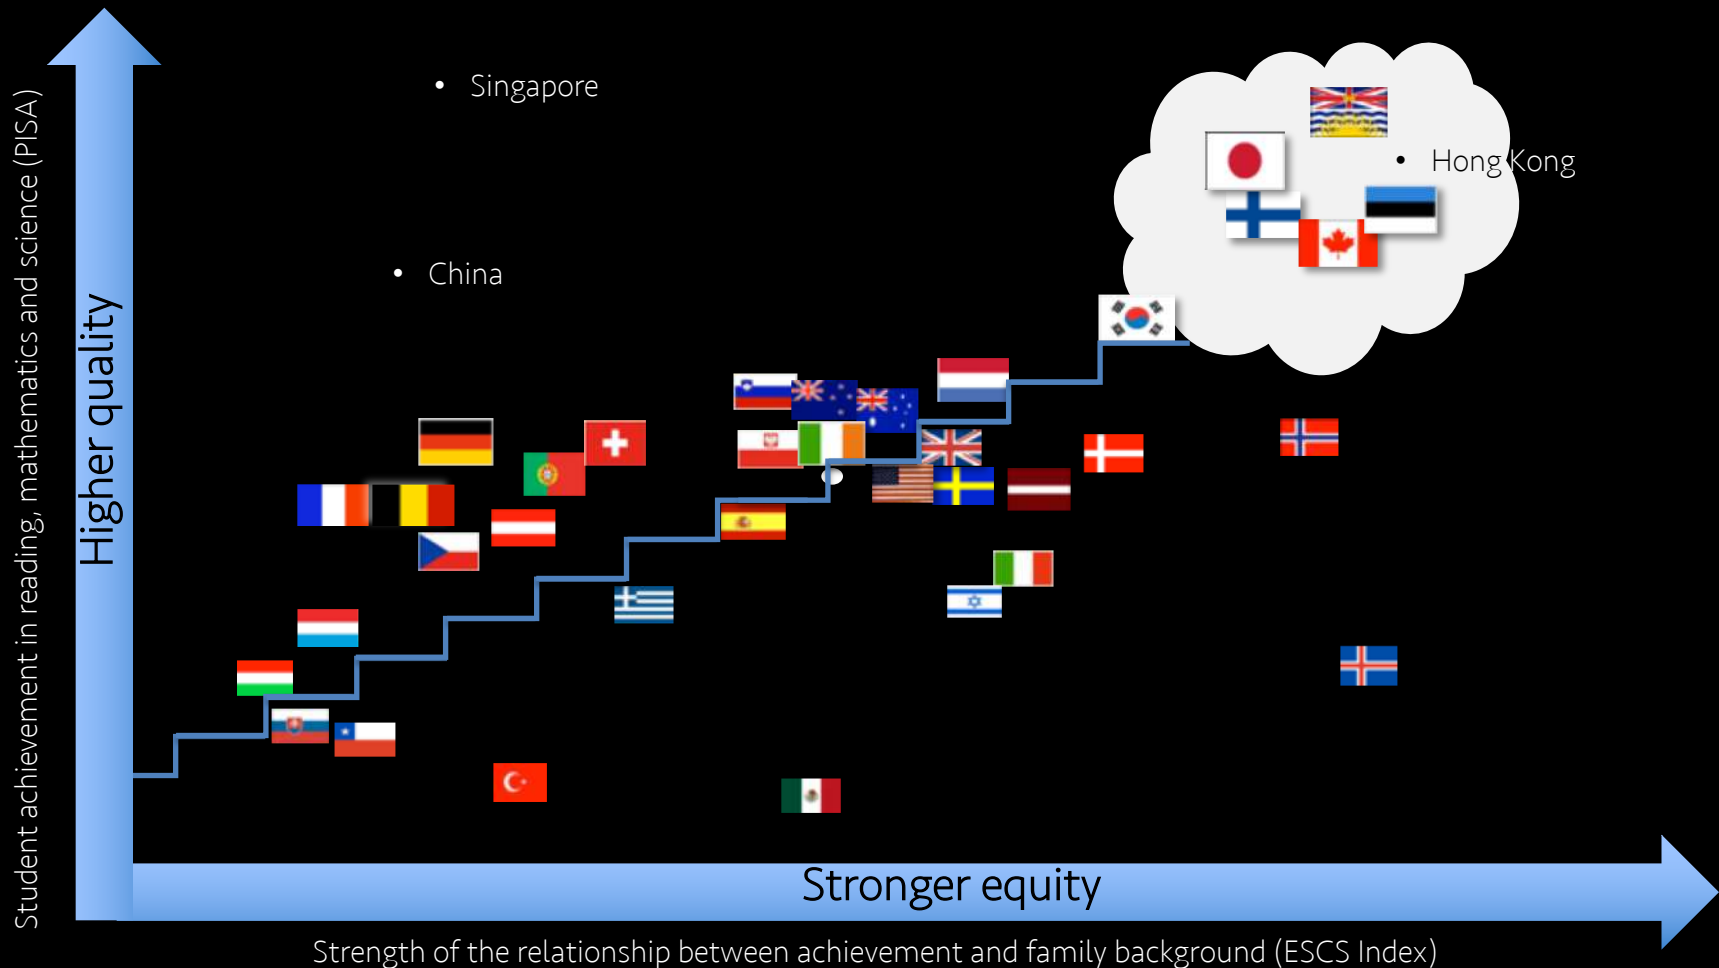 Student achievement in reading, mathematics and science (PISA)
Higher quality
• Singapore
• Hong Kong
• China
Stronger equity
Strength of the relationship between achievement and family background (ESCS Index)